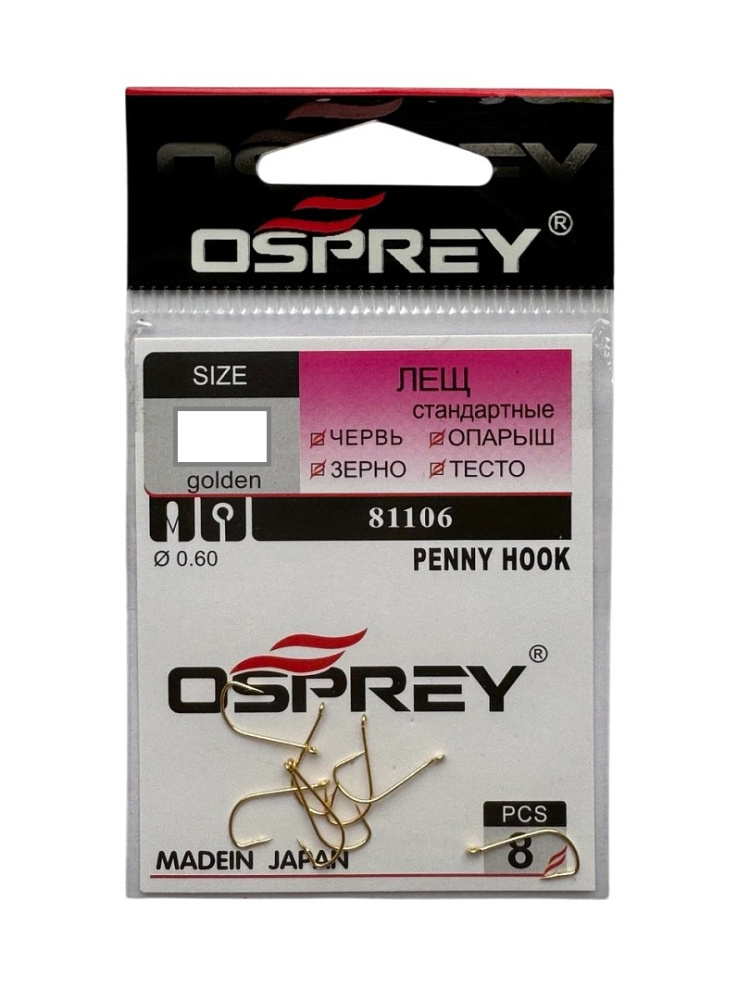 OSPREY
OSPREY®
SIZE
golden
ЛЕЩ
стандартные
ЧЕРВЬ ОПАРЫШ
ЗЕРНО ТЕСТО
81106
Ø 0.60
PENNY HOOK
OSPREY®
PCS
8
MADEIN JAPAN